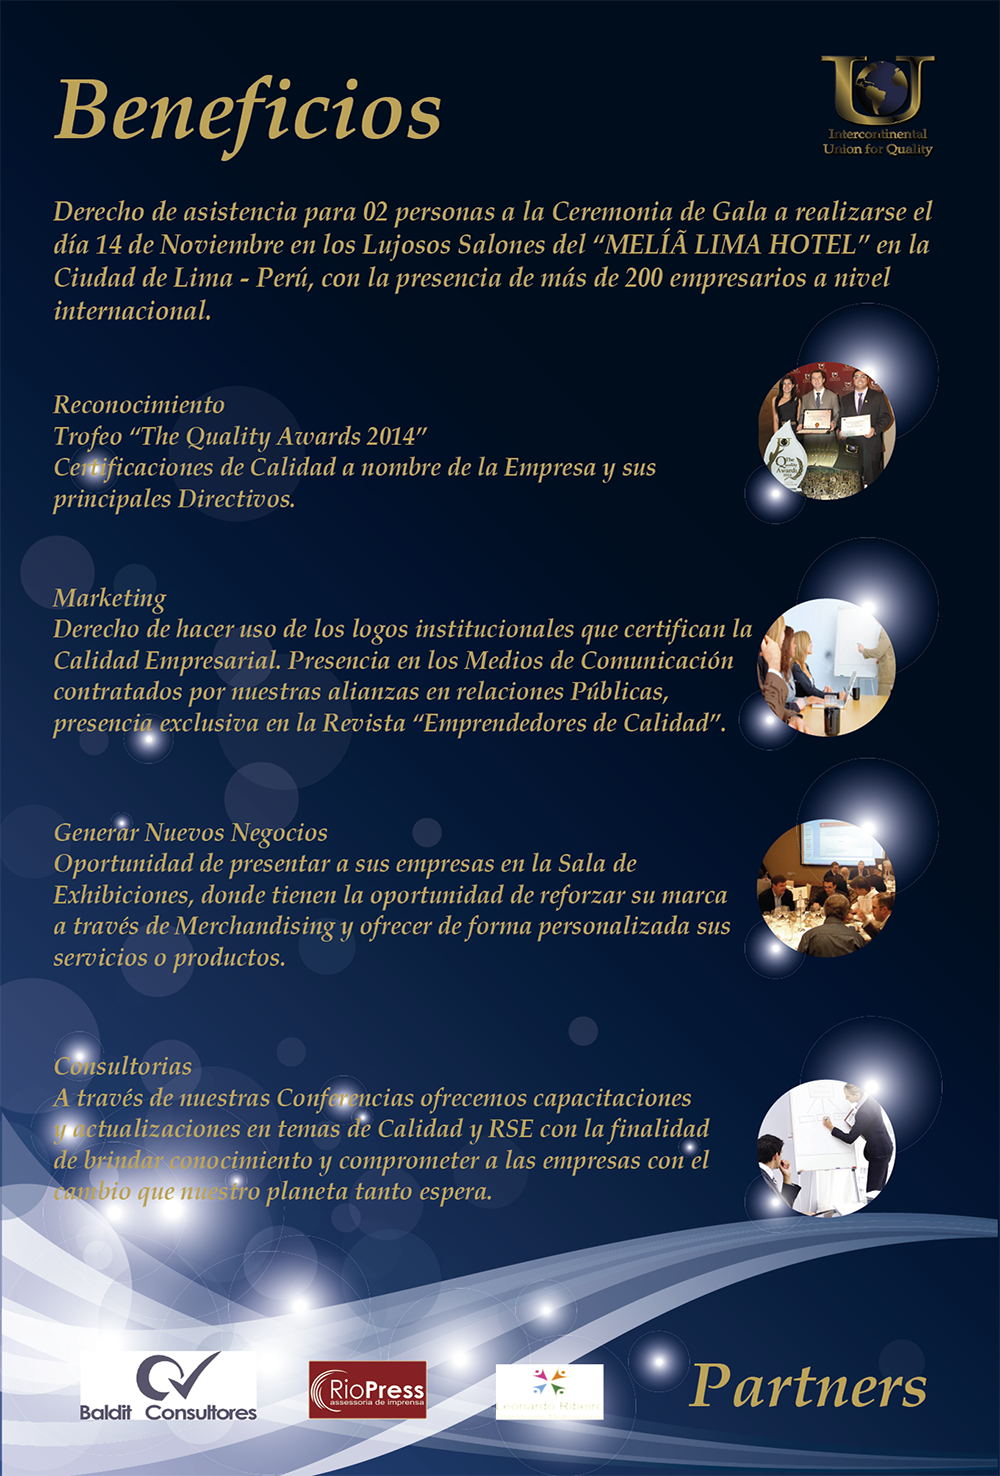 Beneficios
Intercontinental
Union for Quality
Derecho de asistencia para 02 personas a la Ceremonia de Gala a realizarse el
día 14 de Noviembre en los Lujosos Salones del “MELÍÃ LIMA HOTEL” en la
Ciudad de Lima - Perú, con la presencia de más de 200 empresarios a nivel
internacional.
Reconocimiento
Trofeo “The Quality Awards 2014”
Certificaciones de Calidad a nombre de la Empresa y sus
principales Directivos.
The
Quality
Awards
Marketing
Derecho de hacer uso de los logos institucionales que certifican la
Calidad Empresarial. Presencia en los Medios de Comunicación
contratados por nuestras alianzas en relaciones Públicas,
presencia exclusiva en la Revista “Emprendedores de Calidad”.
Generar Nuevos Negocios
Oportunidad de presentar a sus empresas en la Sala de
Exhibiciones, donde tienen la oportunidad de reforzar su marca
a través de Merchandising y ofrecer de forma personalizada sus
servicios o productos.
Consultorias
A través de nuestras Conferencias ofrecemos capacitaciones
y actualizaciones en temas de Calidad y RSE con la finalidad
de brindar conocimiento y comprometer a las empresas con el
cambio que nuestro planeta tanto espera.
Baldit Consultores
RioPress
assessoria de imprensa
Leonardo Ribeiro
Partners